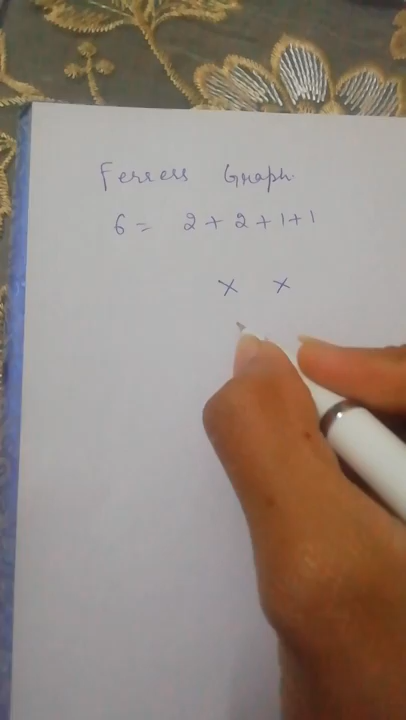 Ferrers Graph
6 = 2 + 2 + 1 + 1
x x